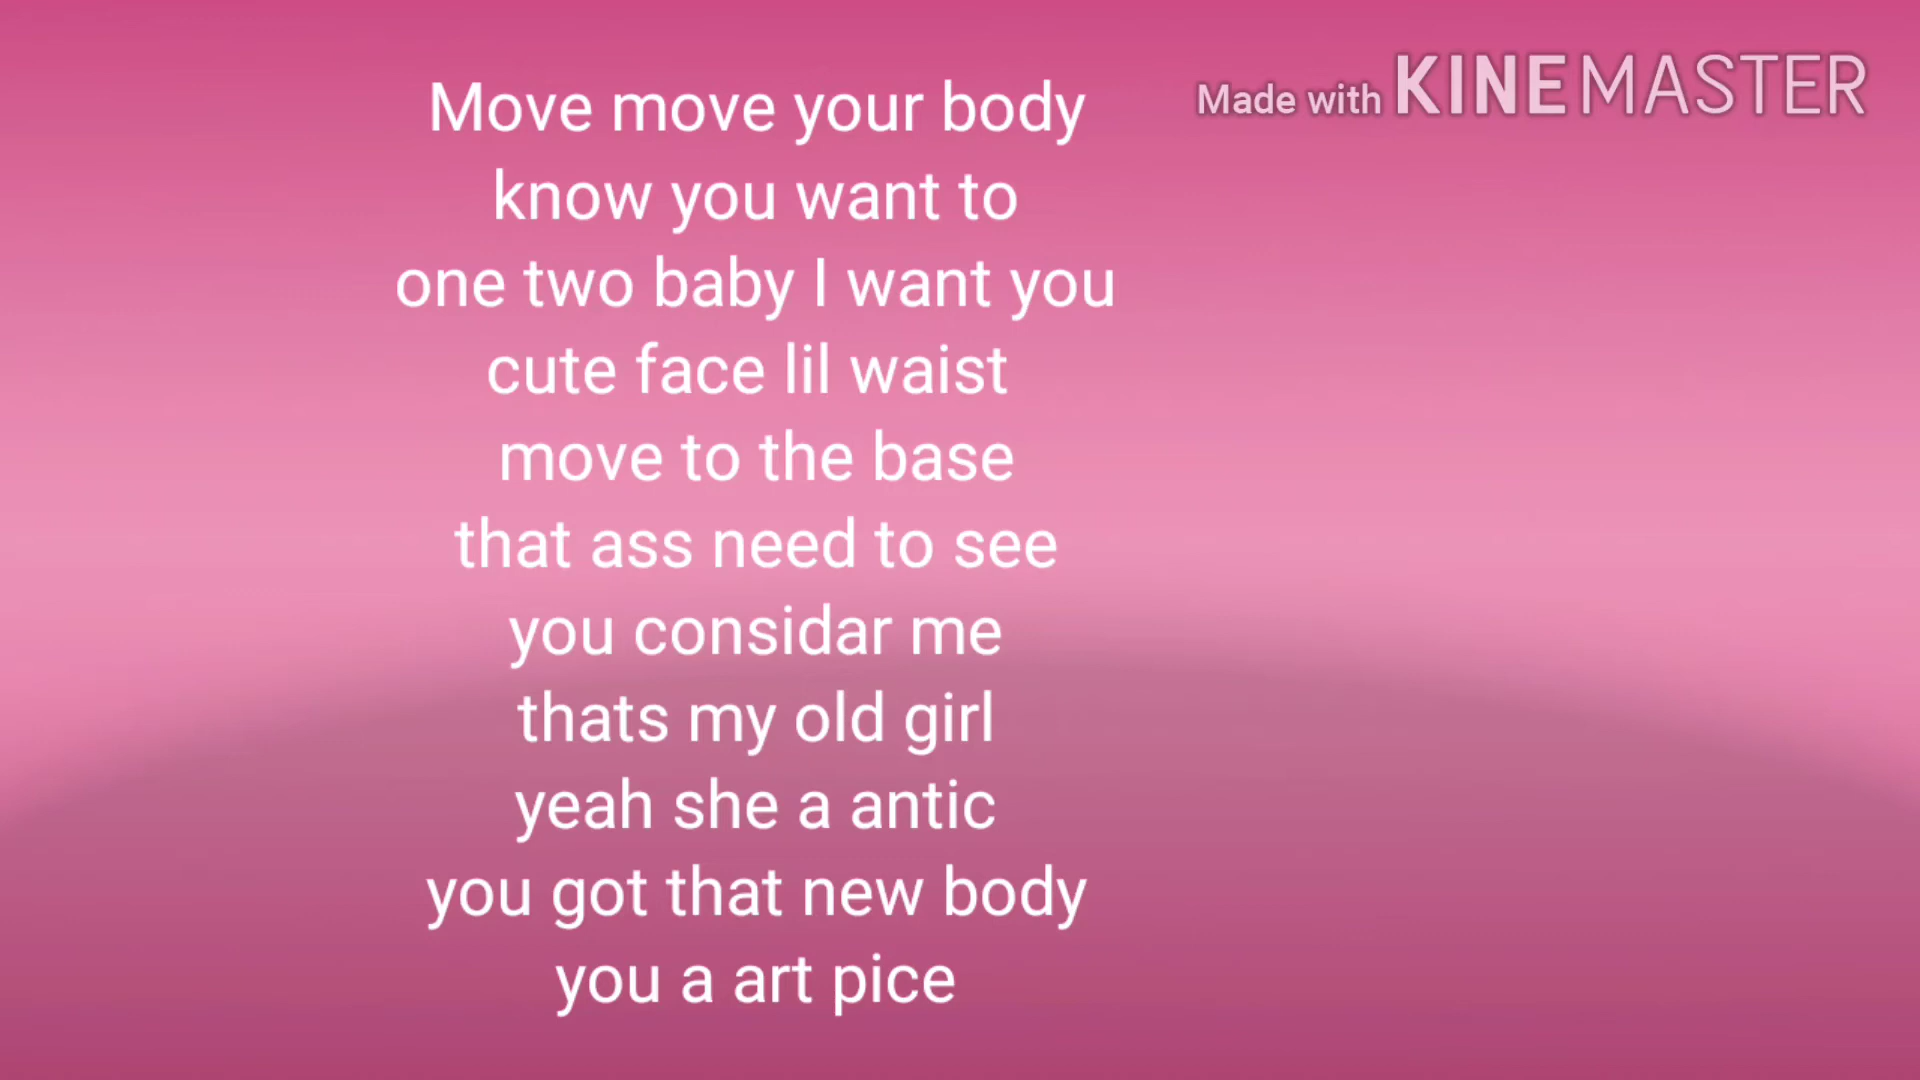 Made with KINEMASTER
Move move your body
know you want to
one two baby I want you
cute face lil waist
move to the base
that ass need to see
you considar me
thats my old girl
yeah she a antic
you got that new body
you a art pice